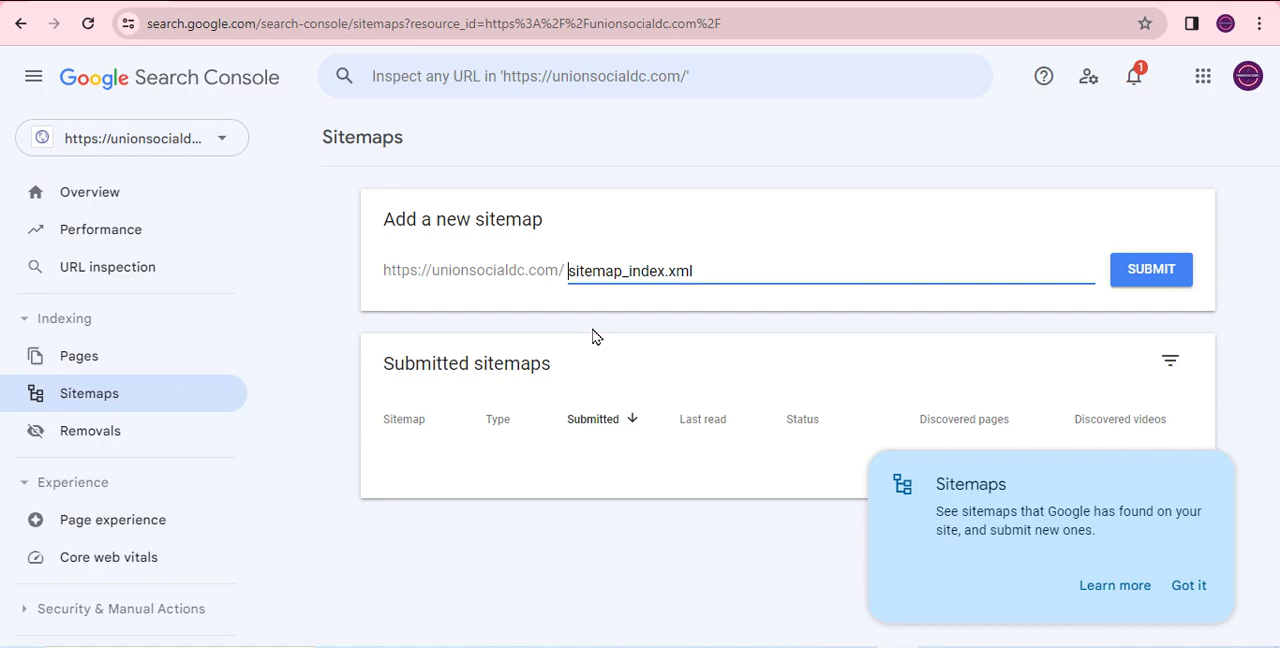 search.google.com/search-console/sitemaps?resource_id=https%3A%2F%2Funionsocialdc.com%2F
Google Search Console
Inspect any URL in 'https://unionsocialdc.com/'
1
https://unionsociald...
Sitemaps
Overview
Performance
URL inspection
Indexing
Pages
Sitemaps
Removals
Experience
Page experience
Core web vitals
Security & Manual Actions
Add a new sitemap
https://unionsocialdc.com/ sitemap_index.xml
SUBMIT
Submitted sitemaps
Sitemap Type Submitted Last read Status Discovered pages Discovered videos
Sitemaps
See sitemaps that Google has found on your
site, and submit new ones.
Learn more Got it